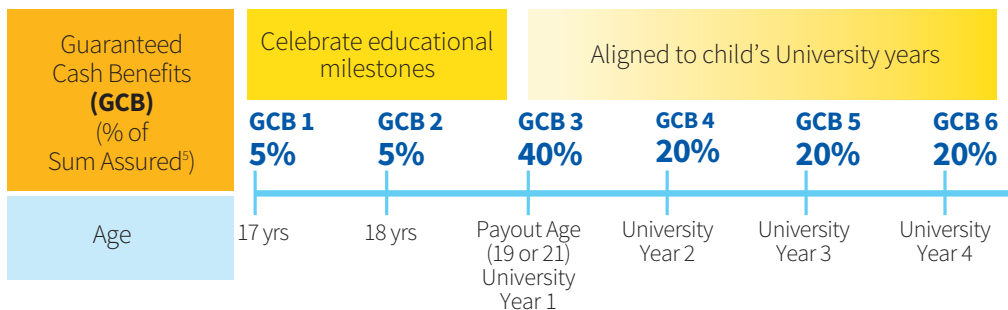 Guaranteed
Cash Benefits
(GCB)
(% of
Sum Assured⁵)
Celebrate educational
milestones
Aligned to child's University years
GCB 1
5%
GCB 2
5%
GCB 3
40%
GCB 4
20%
GCB 5
20%
GCB 6
20%
Age
17 yrs
18 yrs
Payout Age
(19 or 21)
University
Year 1
University
Year 2
University
Year 3
University
Year 4